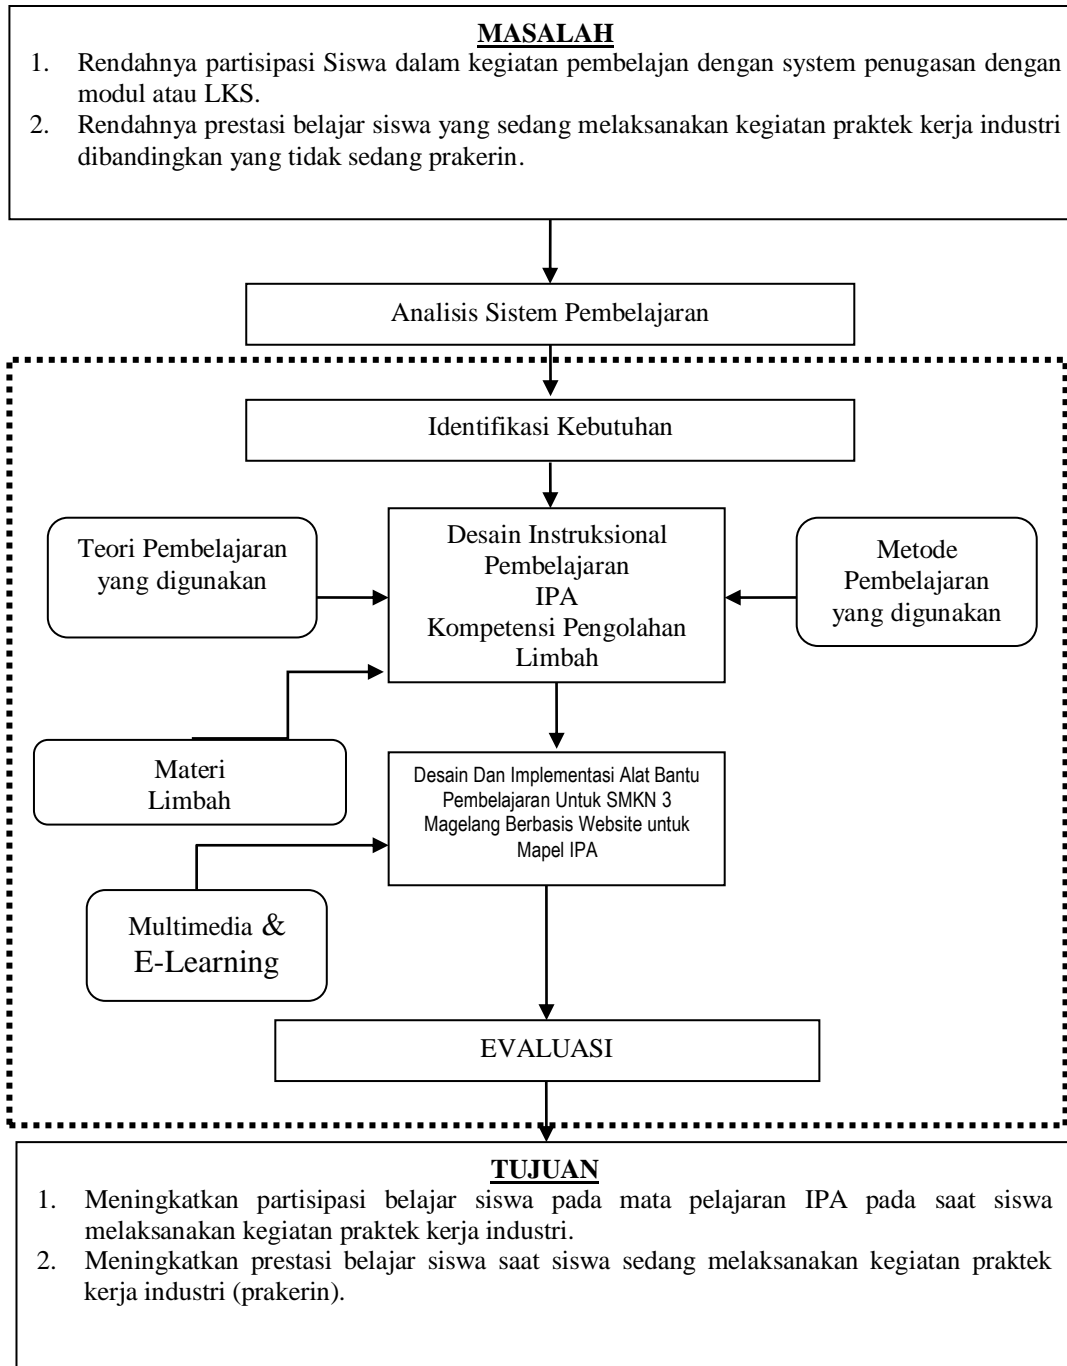 MASALAH
1. Rendahnya partisipasi Siswa dalam kegiatan pembelajan dengan system penugasan dengan
modul atau LKS.
2. Rendahnya prestasi belajar siswa yang sedang melaksanakan kegiatan praktek kerja industri
dibandingkan yang tidak sedang prakerin.
Analisis Sistem Pembelajaran
Identifikasi Kebutuhan
Teori Pembelajaran
yang digunakan
Desain Instruksional
Pembelajaran
IPA
Kompetensi Pengolahan
Limbah
Metode
Pembelajaran
yang digunakan
Materi
Limbah
Desain Dan Implementasi Alat Bantu
Pembelajaran Untuk SMKN 3
Magelang Berbasis Website untuk
Mapel IPA
Multimedia &
E-Learning
EVALUASI
TUJUAN
1. Meningkatkan partisipasi belajar siswa pada mata pelajaran IPA pada saat siswa
melaksanakan kegiatan praktek kerja industri.
2. Meningkatkan prestasi belajar siswa saat siswa sedang melaksanakan kegiatan praktek
kerja industri (prakerin).